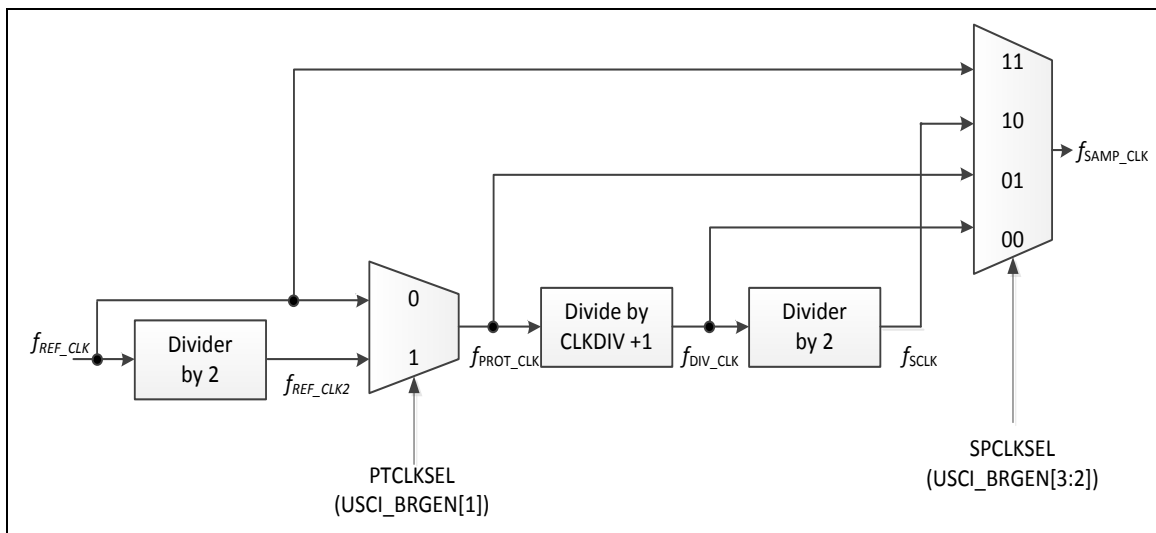 11
10
01
00
fSAMP_CLK
fREF_CLK
Divider
by 2
fREF_CLK2
0
1
fPROT_CLK
Divide by
CLKDIV +1
fDIV_CLK
Divider
by 2
fSCLK
PTCLKSEL
(USCI_BRGEN[1])
SPCLKSEL
(USCI_BRGEN[3:2])